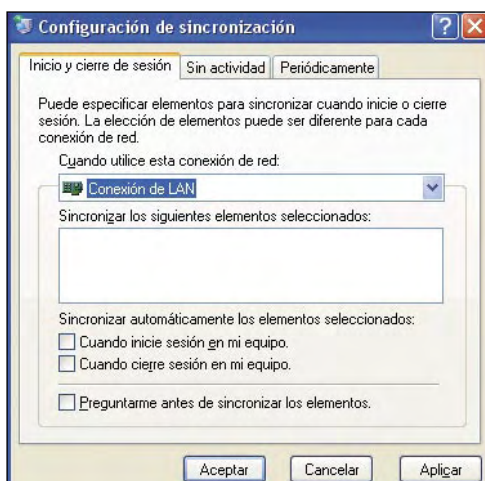 Configuración de sincronización
Inicio y cierre de sesión
Sin actividad
Periódicamente
Puede especificar elementos para sincronizar cuando inicie o cierre
sesión. La elección de elementos puede ser diferente para cada
conexión de red.
Cuando utilice esta conexión de red:
Conexión de LAN
Sincronizar los siguientes elementos seleccionados:
Sincronizar automáticamente los elementos seleccionados:
Cuando inicie sesión en mi equipo.
Cuando cierre sesión en mi equipo.
Preguntarme antes de sincronizar los elementos.
Aceptar
Cancelar
Aplicar